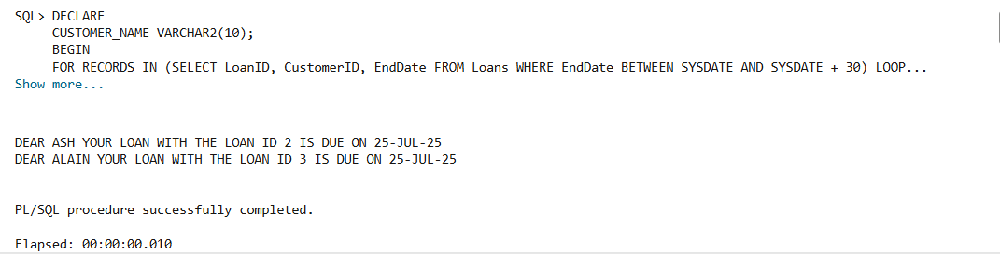 SQL> DECLARE
CUSTOMER_NAME VARCHAR2(10);
BEGIN
FOR RECORDS IN (SELECT LoanID, CustomerID, EndDate FROM Loans WHERE EndDate BETWEEN SYSDATE AND SYSDATE + 30) LOOP...
Show more...
DEAR ASH YOUR LOAN WITH THE LOAN ID 2 IS DUE ON 25-JUL-25
DEAR ALAIN YOUR LOAN WITH THE LOAN ID 3 IS DUE ON 25-JUL-25
PL/SQL procedure successfully completed.
Elapsed: 00:00:00.010